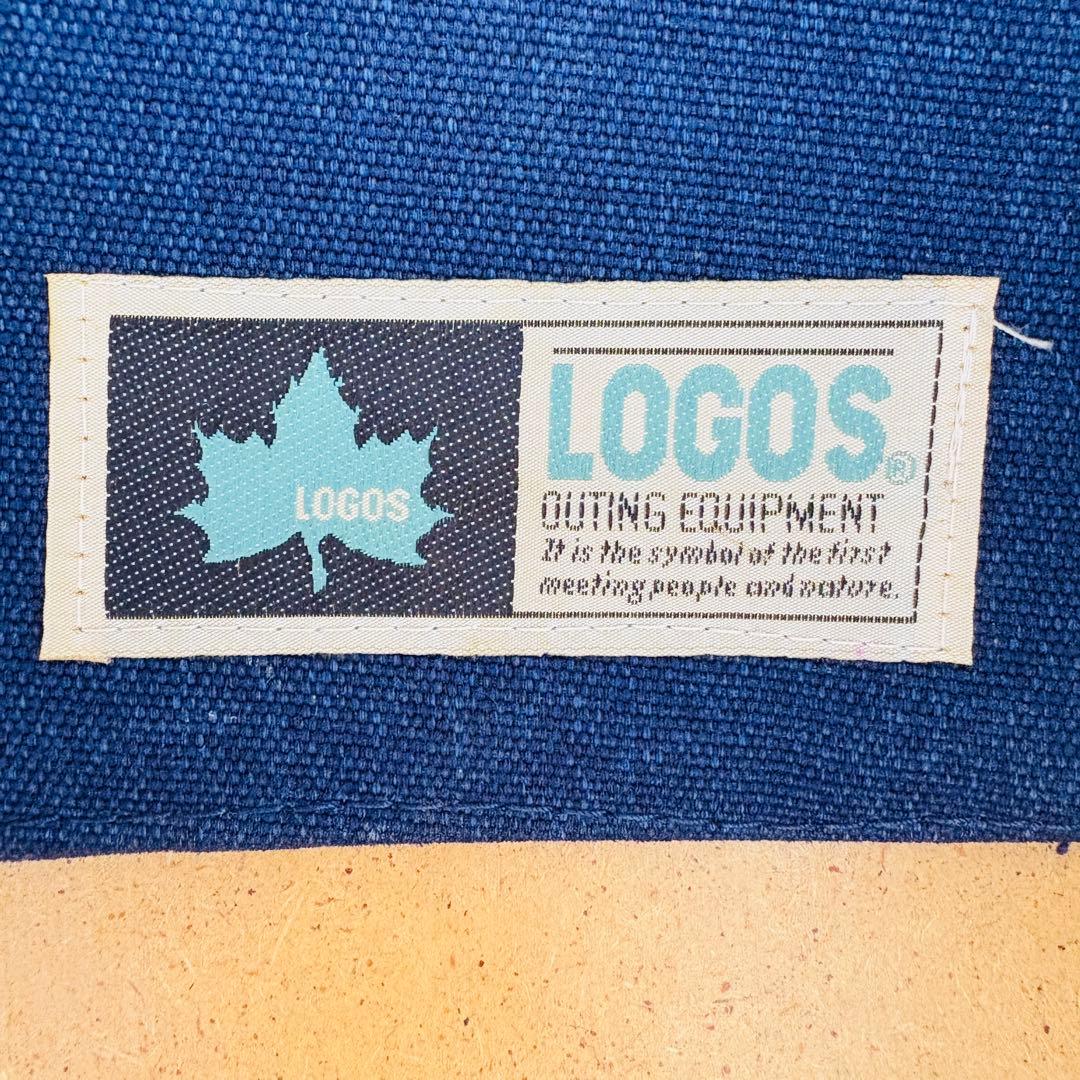 LOGOS
LOGOS®
OUTING EQUIPMENT
It is the symbol of the first
meeting people and nature.